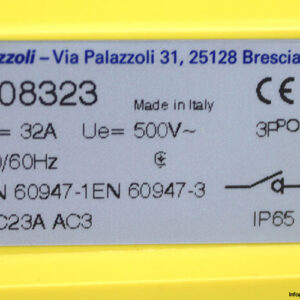 zzoli – Via Palazzoli 31, 25128 Brescia
08323
Made in Italy
CE
= 32A Ue= 500V~
3PPO
/60Hz
N 60947-1EN 60947-3
C23A AC3
IP65